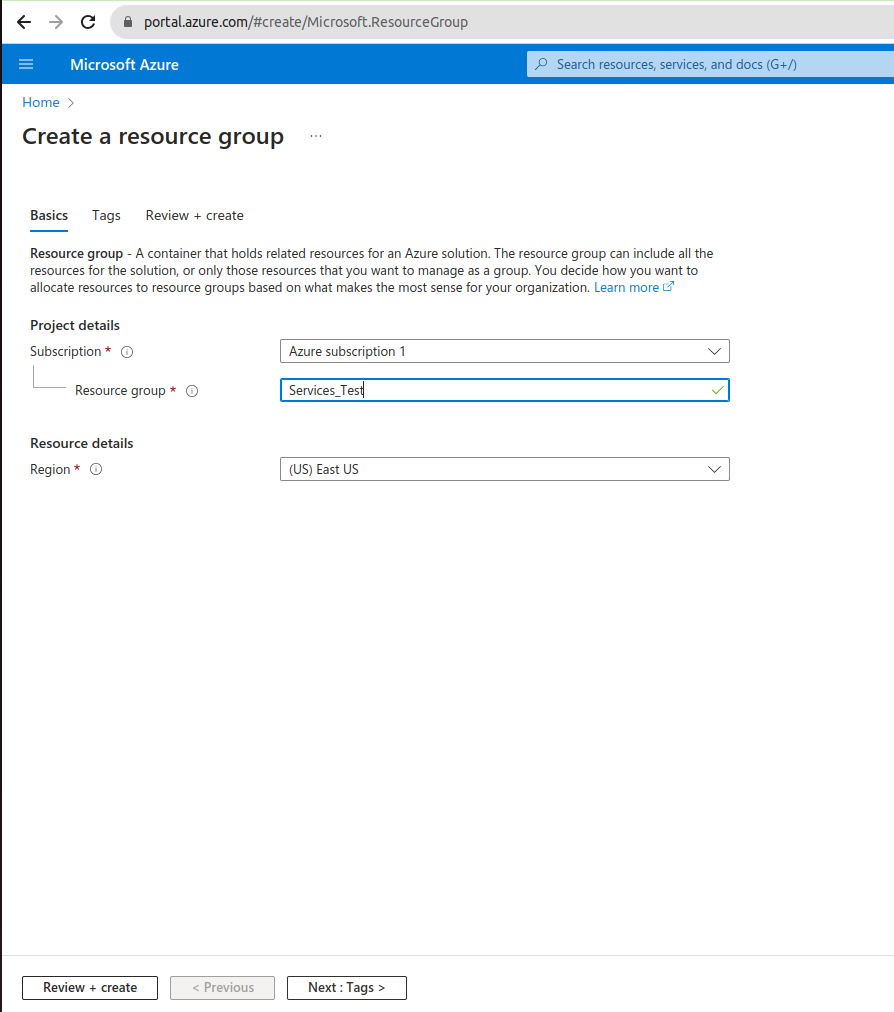 portal.azure.com/#create/Microsoft.ResourceGroup
Microsoft Azure
Search resources, services, and docs (G+/)
Home >
Create a resource group ...
Basics Tags Review + create
Resource group - A container that holds related resources for an Azure solution. The resource group can include all the
resources for the solution, or only those resources that you want to manage as a group. You decide how you want to
allocate resources to resource groups based on what makes the most sense for your organization. Learn more
Project details
Subscription * Azure subscription 1
Resource group * Services_Test
Resource details
Region * (US) East US
Review + create < Previous Next : Tags >